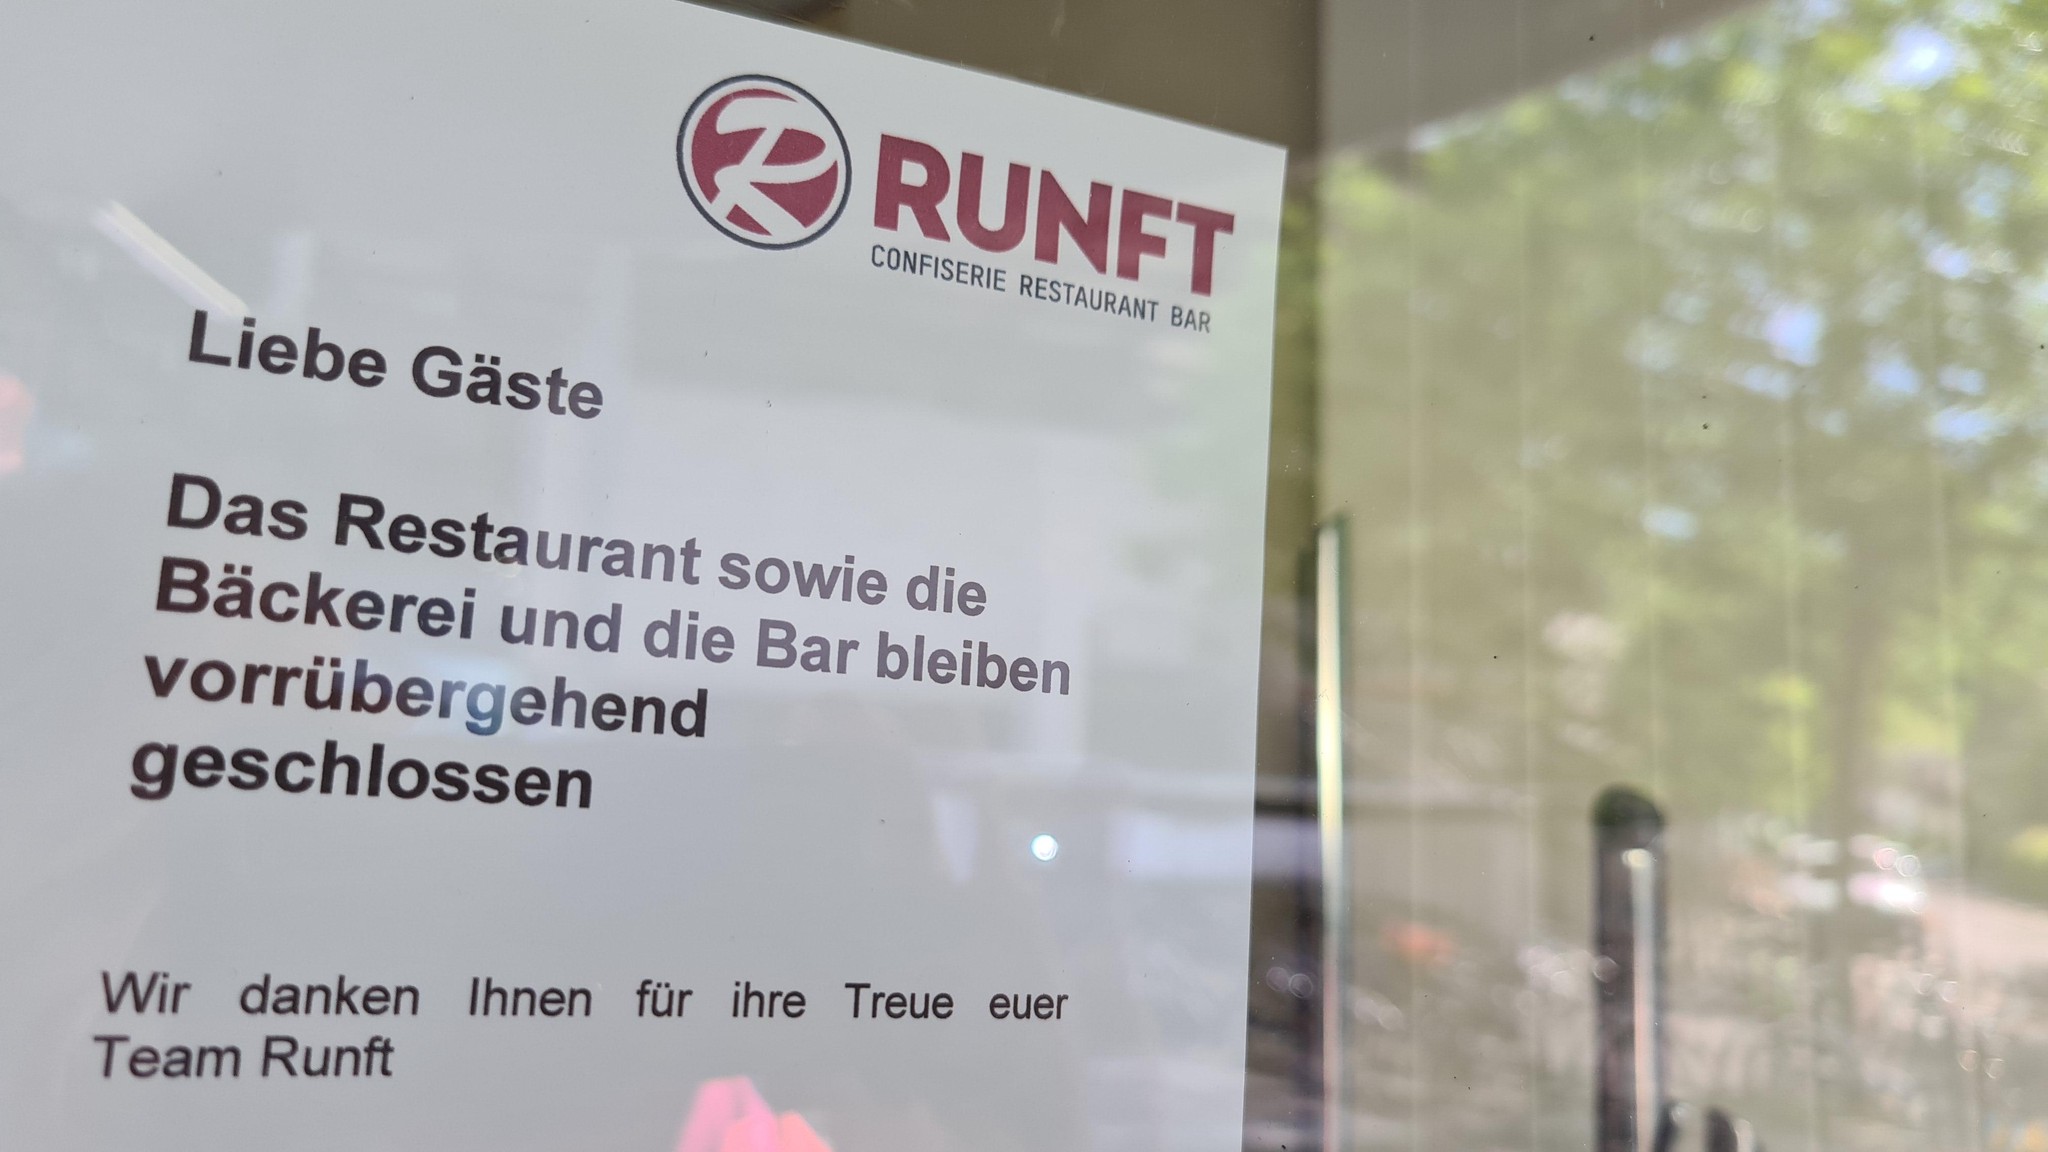 RUNFT
CONFISERIE RESTAURANT BAR
Liebe Gäste
Das Restaurant sowie die
Bäckerei und die Bar bleiben
vorrübergehend
geschlossen
Wir danken Ihnen für ihre Treue euer
Team Runft